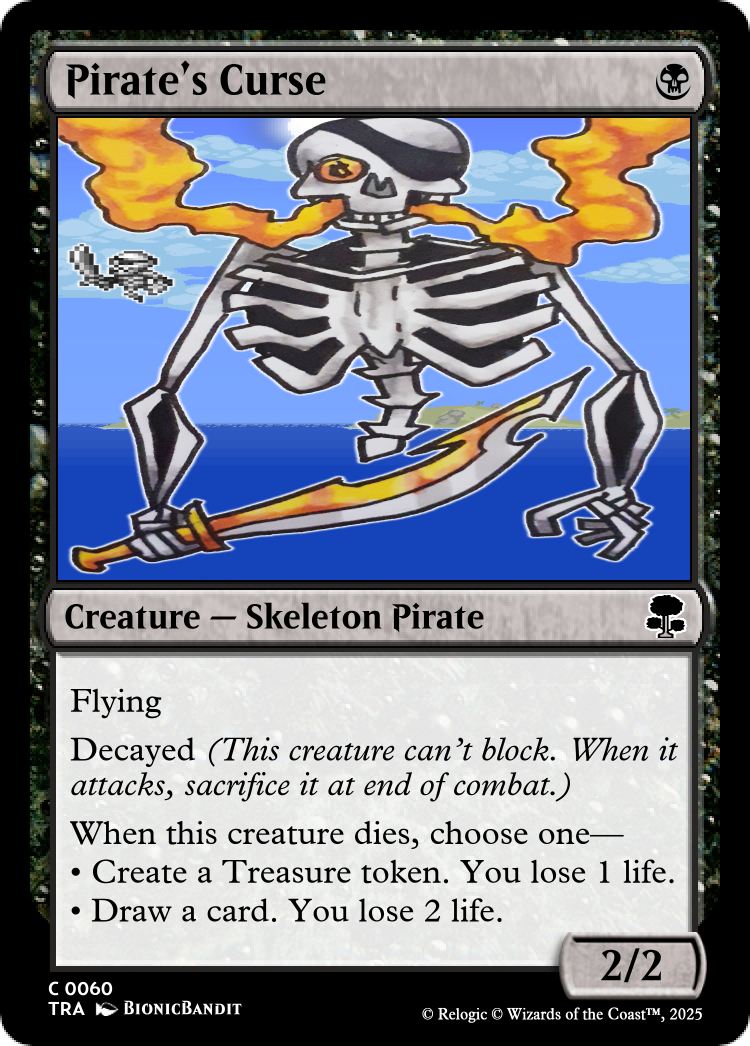 Pirate's Curse
Creature — Skeleton Pirate
Flying
Decayed (This creature can't block. When it
attacks, sacrifice it at end of combat.)
When this creature dies, choose one—
• Create a Treasure token. You lose 1 life.
• Draw a card. You lose 2 life.
2/2
C 0060
TRA BionicBandit
© Relogic © Wizards of the Coast™, 2025